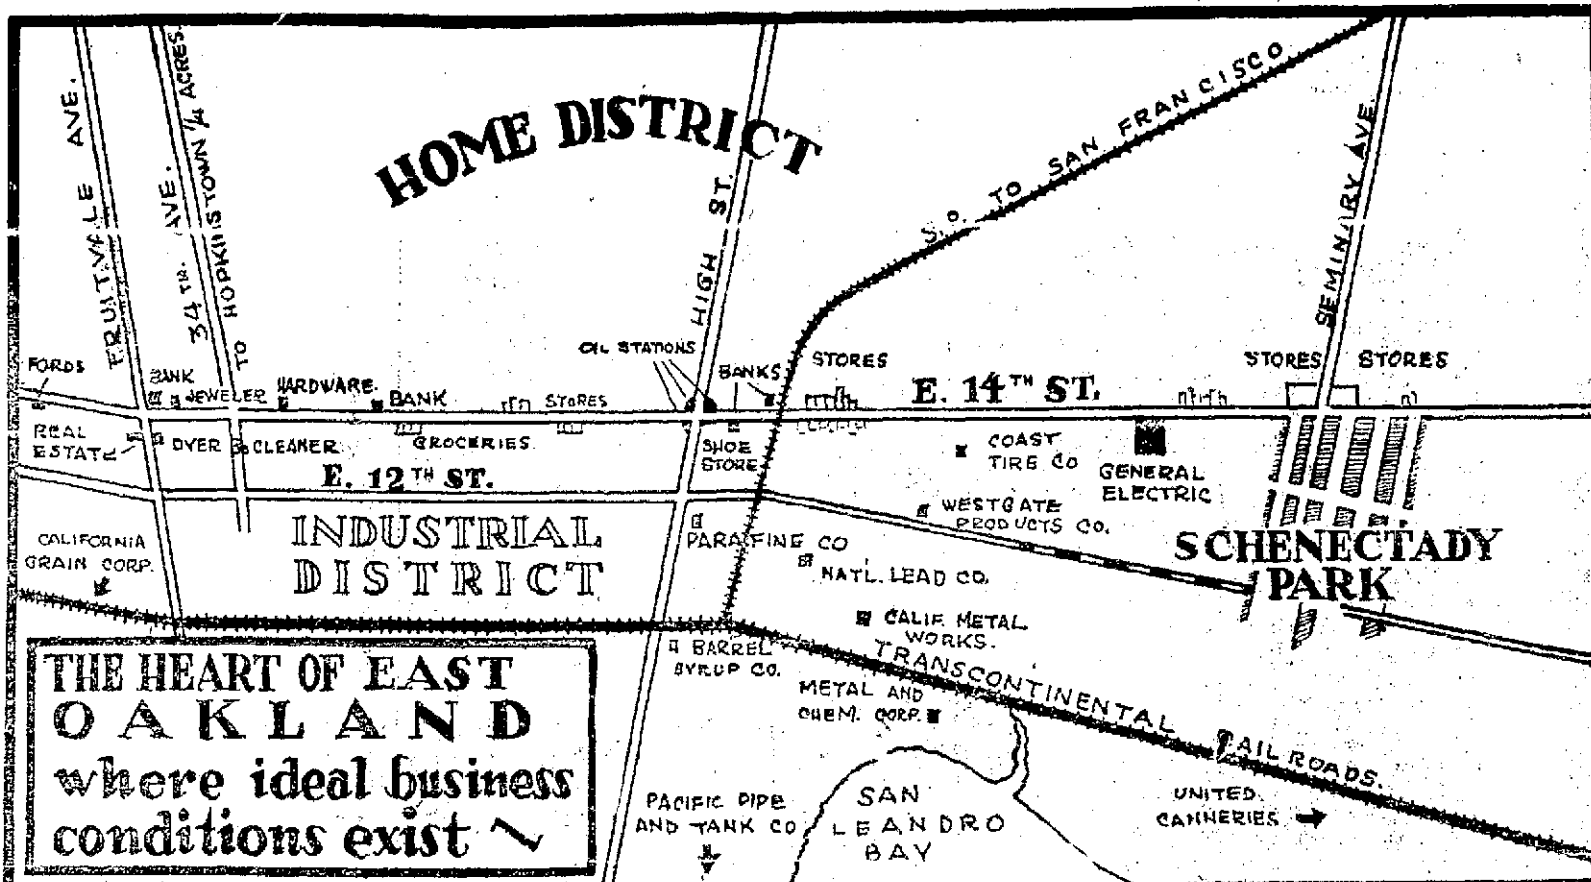 HOME DISTRICT
FRUITVALE AVE.
34TH. AVE.
TO HOPKINSTOWN 1/4 ACRES.
HIGH ST.
S.P. TO SAN FRANCISCO
SEMINARY AVE.
FORDS
BANK
JEWELER
HARDWARE
BANK
STORES
OIL STATIONS
BANKS
STORES
E. 14TH ST.
STORES
STORES
REAL
ESTATE
DYER
CLEANER
GROCERIES
SHOE
STORE
COAST
TIRE CO
GENERAL
ELECTRIC
E. 12TH ST.
WESTGATE
PRODUCTS CO.
CALIFORNIA
GRAIN CORP.
INDUSTRIAL
DISTRICT
PARAFINE CO
NATL. LEAD CO.
SCHENECTADY
PARK
CALIF. METAL
WORKS.
BARREL
SYRUP CO.
TRANSCONTINENTAL RAILROADS.
METAL AND
CHEM. CORP.
THE HEART OF EAST
OAKLAND
where ideal business
conditions exist
PACIFIC PIPE
AND TANK CO
SAN
LEANDRO
BAY
UNITED
CANNERIES